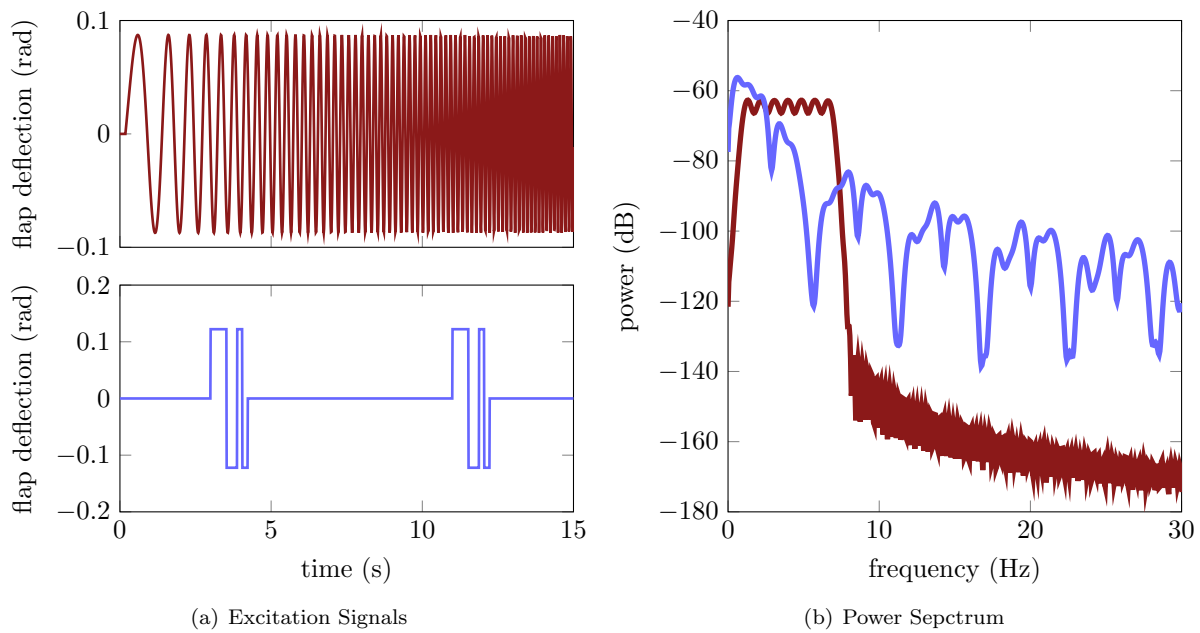 0.1
0
−0.1
flap deflection (rad)
0.2
0.1
0
−0.1
−0.2
flap deflection (rad)
0 5 10 15
time (s)
(a) Excitation Signals
−40
−60
−80
−100
−120
−140
−160
−180
power (dB)
0 10 20 30
frequency (Hz)
(b) Power Sepctrum